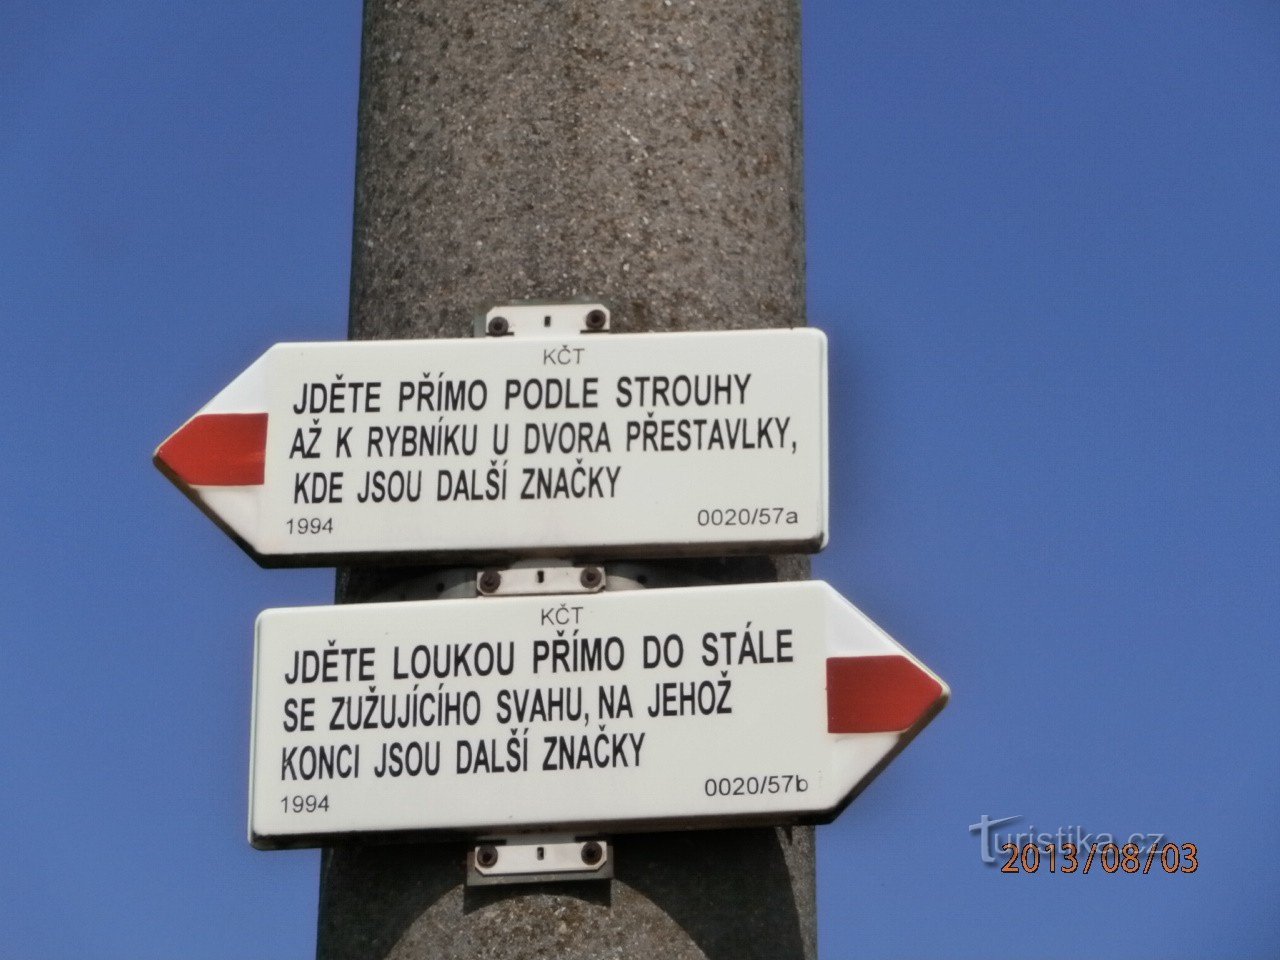 KČT
JDĚTE PŘÍMO PODLE STROUHY
AŽ K RYBNÍKU U DVORA PŘESTAVLKY,
KDE JSOU DALŠÍ ZNAČKY
1994 0020/57a
KČT
JDĚTE LOUKOU PŘÍMO DO STÁLE
SE ZUŽUJÍCÍHO SVAHU, NA JEHOŽ
KONCI JSOU DALŠÍ ZNAČKY
1994 0020/57b
Turistika.cz
2013/08/03